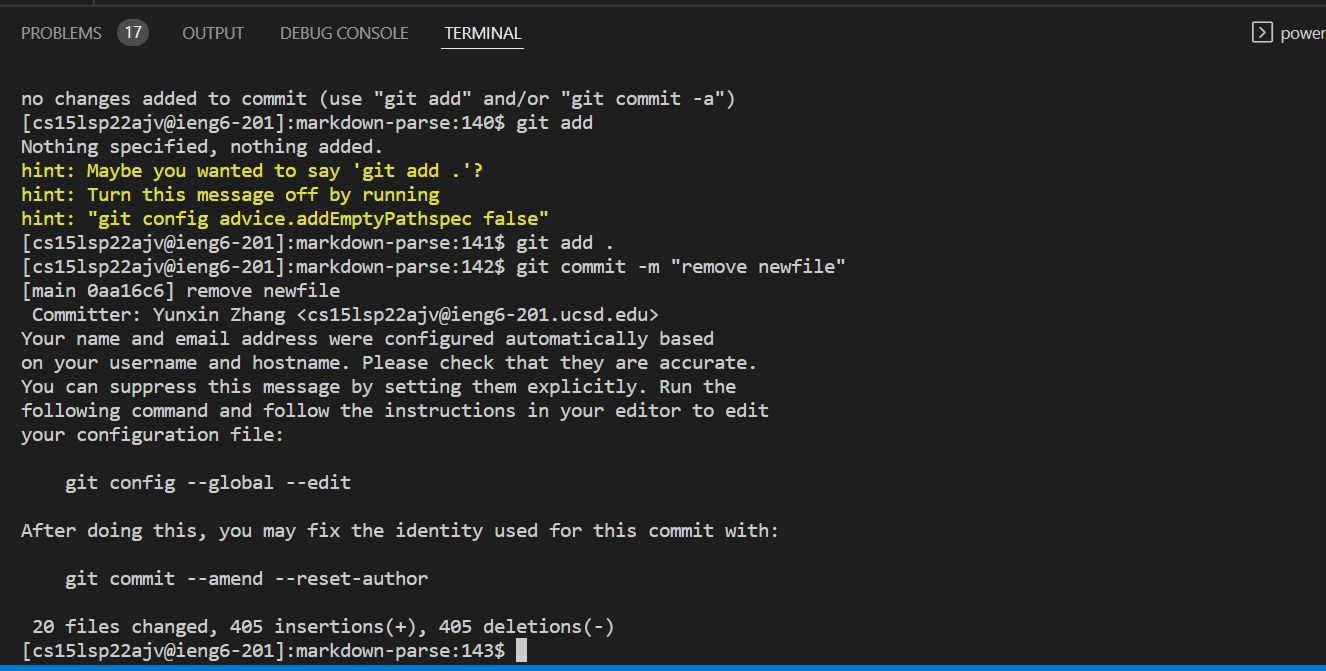 PROBLEMS 17 OUTPUT DEBUG CONSOLE TERMINAL power
no changes added to commit (use "git add" and/or "git commit -a")
[cs15lsp22ajv@ieng6-201]:markdown-parse:140$ git add
Nothing specified, nothing added.
hint: Maybe you wanted to say 'git add .'?
hint: Turn this message off by running
hint: "git config advice.addEmptyPathspec false"
[cs15lsp22ajv@ieng6-201]:markdown-parse:141$ git add .
[cs15lsp22ajv@ieng6-201]:markdown-parse:142$ git commit -m "remove newfile"
[main 0aa16c6] remove newfile
 Committer: Yunxin Zhang <cs15lsp22ajv@ieng6-201.ucsd.edu>
Your name and email address were configured automatically based
on your username and hostname. Please check that they are accurate.
You can suppress this message by setting them explicitly. Run the
following command and follow the instructions in your editor to edit
your configuration file:
    git config --global --edit
After doing this, you may fix the identity used for this commit with:
    git commit --amend --reset-author
 20 files changed, 405 insertions(+), 405 deletions(-)
[cs15lsp22ajv@ieng6-201]:markdown-parse:143$